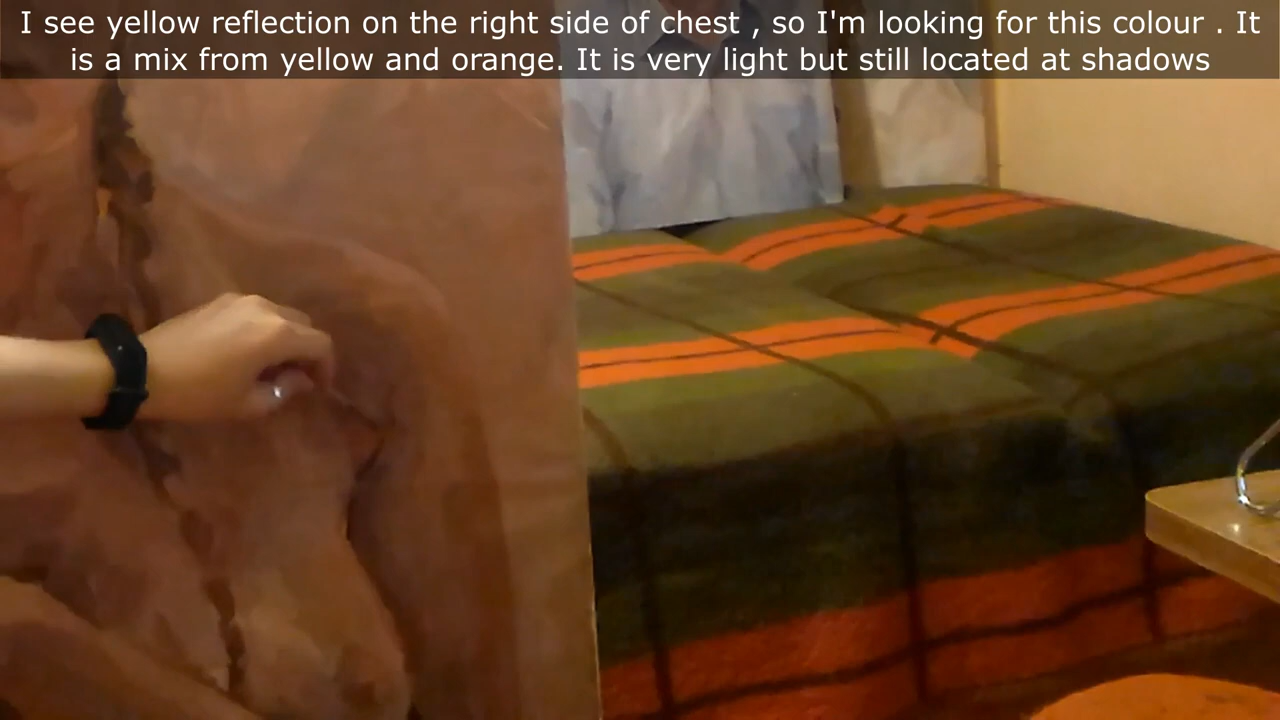 I see yellow reflection on the right side of chest , so I'm looking for this colour . It
is a mix from yellow and orange. It is very light but still located at shadows